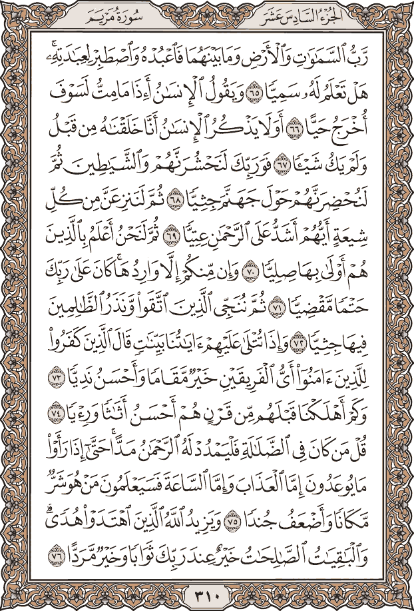 الجزء السادس عشر
سورة مريم
رَّبُّ ٱلسَّمَٰوَٰتِ وَٱلْأَرْضِ وَمَا بَيْنَهُمَا فَٱعْبُدْهُ وَٱصْطَبِرْ لِعِبَٰدَتِهِۦۚ
هَلْ تَعْلَمُ لَهُۥ سَمِيًّا ٦٥ وَيَقُولُ ٱلْإِنسَٰنُ أَءِذَا مَا مِتُّ لَسَوْفَ
أُخْرَجُ حَيًّا ٦٦ أَوَلَا يَذْكُرُ ٱلْإِنسَٰنُ أَنَّا خَلَقْنَٰهُ مِن قَبْلُ
وَلَمْ يَكُ شَيْـًٔا ٦٧ فَوَرَبِّكَ لَنَحْشُرَنَّهُمْ وَٱلشَّيَٰطِينَ ثُمَّ
لَنُحْضِرَنَّهُمْ حَوْلَ جَهَنَّمَ جِثِيًّا ٦٨ ثُمَّ لَنَنزِعَنَّ مِن كُلِّ
شِيعَةٍ أَيُّهُمْ أَشَدُّ عَلَى ٱلرَّحْمَٰنِ عِتِيًّا ٦٩ ثُمَّ لَنَحْنُ أَعْلَمُ بِٱلَّذِينَ
هُمْ أَوْلَىٰ بِهَا صِلِيًّا ٧٠ وَإِن مِّنكُمْ إِلَّا وَارِدُهَاۚ كَانَ عَلَىٰ رَبِّكَ
حَتْمًا مَّقْضِيًّا ٧١ ثُمَّ نُنَجِّى ٱلَّذِينَ ٱتَّقَوا۟ وَّنَذَرُ ٱلظَّٰلِمِينَ
فِيهَا جِثِيًّا ٧٢ وَإِذَا تُتْلَىٰ عَلَيْهِمْ ءَايَٰتُنَا بَيِّنَٰتٍ قَالَ ٱلَّذِينَ كَفَرُوا۟
لِلَّذِينَ ءَامَنُوٓا۟ أَىُّ ٱلْفَرِيقَيْنِ خَيْرٌ مَّقَامًا وَأَحْسَنُ نَدِيًّا ٧٣
وَكَمْ أَهْلَكْنَا قَبْلَهُم مِّن قَرْنٍ هُمْ أَحْسَنُ أَثَٰثًا وَرِءْيًا ٧٤
قُلْ مَن كَانَ فِى ٱلضَّلَٰلَةِ فَلْيَمْدُدْ لَهُ ٱلرَّحْمَٰنُ مَدًّاۚ حَتَّىٰٓ إِذَا رَأَوْا۟
مَا يُوعَدُونَ إِمَّا ٱلْعَذَابَ وَإِمَّا ٱلسَّاعَةَ فَسَيَعْلَمُونَ مَنْ هُوَ شَرٌّ
مَّكَانًا وَأَضْعَفُ جُندًا ٧٥ وَيَزِيدُ ٱللَّهُ ٱلَّذِينَ ٱهْتَدَوْا۟ هُدًىۗ
وَٱلْبَٰقِيَٰتُ ٱلصَّٰلِحَٰتُ خَيْرٌ عِندَ رَبِّكَ ثَوَابًا وَخَيْرٌ مَّرَدًّا ٧٦
٣١٠